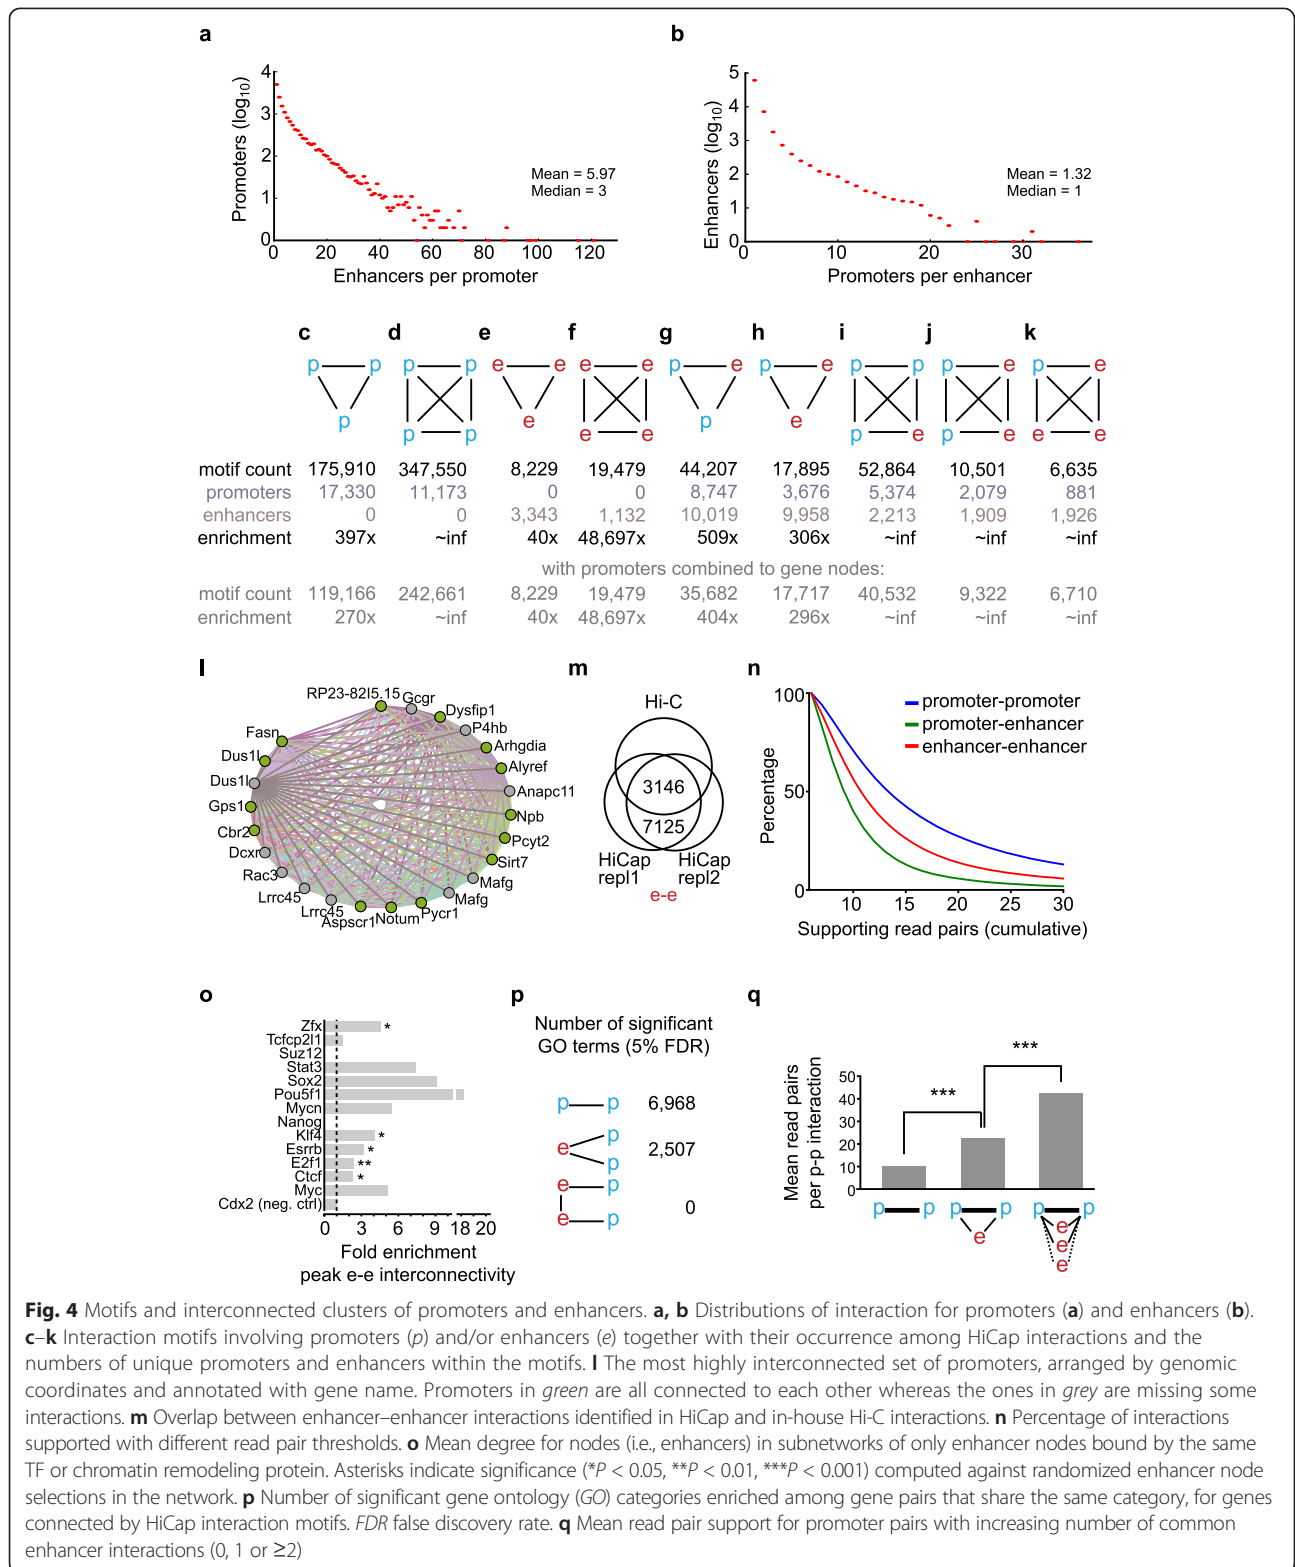 a
b
4
3
2
1
0
Promoters (log10)
0 20 40 60 80 100 120
Enhancers per promoter
Mean = 5.97
Median = 3
5
4
3
2
1
0
Enhancers (log10)
0 10 20 30
Promoters per enhancer
Mean = 1.32
Median = 1
c d e f g h i j k
p p p p e e e e p e p e p p p e p e
p p p e e e p e p e p e e e
motif count 175,910 347,550 8,229 19,479 44,207 17,895 52,864 10,501 6,635
promoters 17,330 11,173 0 0 8,747 3,676 5,374 2,079 881
enhancers 0 0 3,343 1,132 10,019 9,958 2,213 1,909 1,926
enrichment 397x ~inf 40x 48,697x 509x 306x ~inf ~inf ~inf
with promoters combined to gene nodes:
motif count 119,166 242,661 8,229 19,479 35,682 17,717 40,532 9,322 6,710
enrichment 270x ~inf 40x 48,697x 404x 296x ~inf ~inf ~inf
l
RP23-82I5.15
Gcgr
Dysfip1
P4hb
Arhgdia
Alyref
Anapc11
Npb
Pcyt2
Sirt7
Mafg
Mafg
Pycr1
Notum
Aspscr1
Lrrc45
Lrrc45
Rac3
Dcxr
Cbr2
Gps1
Dus1l
Dus1l
Fasn
m
Hi-C
3146
7125
HiCap HiCap
repl1 repl2
e-e
n
100
50
0
Percentage
promoter-promoter
promoter-enhancer
enhancer-enhancer
10 15 20 25 30
Supporting read pairs (cumulative)
o
Zfx *
Tcfcp2l1
Suz12
Stat3
Sox2
Pou5f1
Mycn
Nanog
Klf4 *
Esrrb *
E2f1 **
Ctcf *
Myc
Cdx2 (neg. ctrl)
0 3 6 9 18 20
Fold enrichment
peak e-e interconnectivity
p
Number of significant
GO terms (5% FDR)
p p 6,968
p
e 2,507
p
e p
0
e p
q
Mean read pairs
per p-p interaction
50
40
30
20
10
0
***
***
p p p p p p
e e
e
e
Fig. 4 Motifs and interconnected clusters of promoters and enhancers. a, b Distributions of interaction for promoters (a) and enhancers (b).
c–k Interaction motifs involving promoters (p) and/or enhancers (e) together with their occurrence among HiCap interactions and the
numbers of unique promoters and enhancers within the motifs. l The most highly interconnected set of promoters, arranged by genomic
coordinates and annotated with gene name. Promoters in green are all connected to each other whereas the ones in grey are missing some
interactions. m Overlap between enhancer–enhancer interactions identified in HiCap and in-house Hi-C interactions. n Percentage of interactions
supported with different read pair thresholds. o Mean degree for nodes (i.e., enhancers) in subnetworks of only enhancer nodes bound by the same
TF or chromatin remodeling protein. Asterisks indicate significance (*P < 0.05, **P < 0.01, ***P < 0.001) computed against randomized enhancer node
selections in the network. p Number of significant gene ontology (GO) categories enriched among gene pairs that share the same category, for genes
connected by HiCap interaction motifs. FDR false discovery rate. q Mean read pair support for promoter pairs with increasing number of common
enhancer interactions (0, 1 or ≥2)